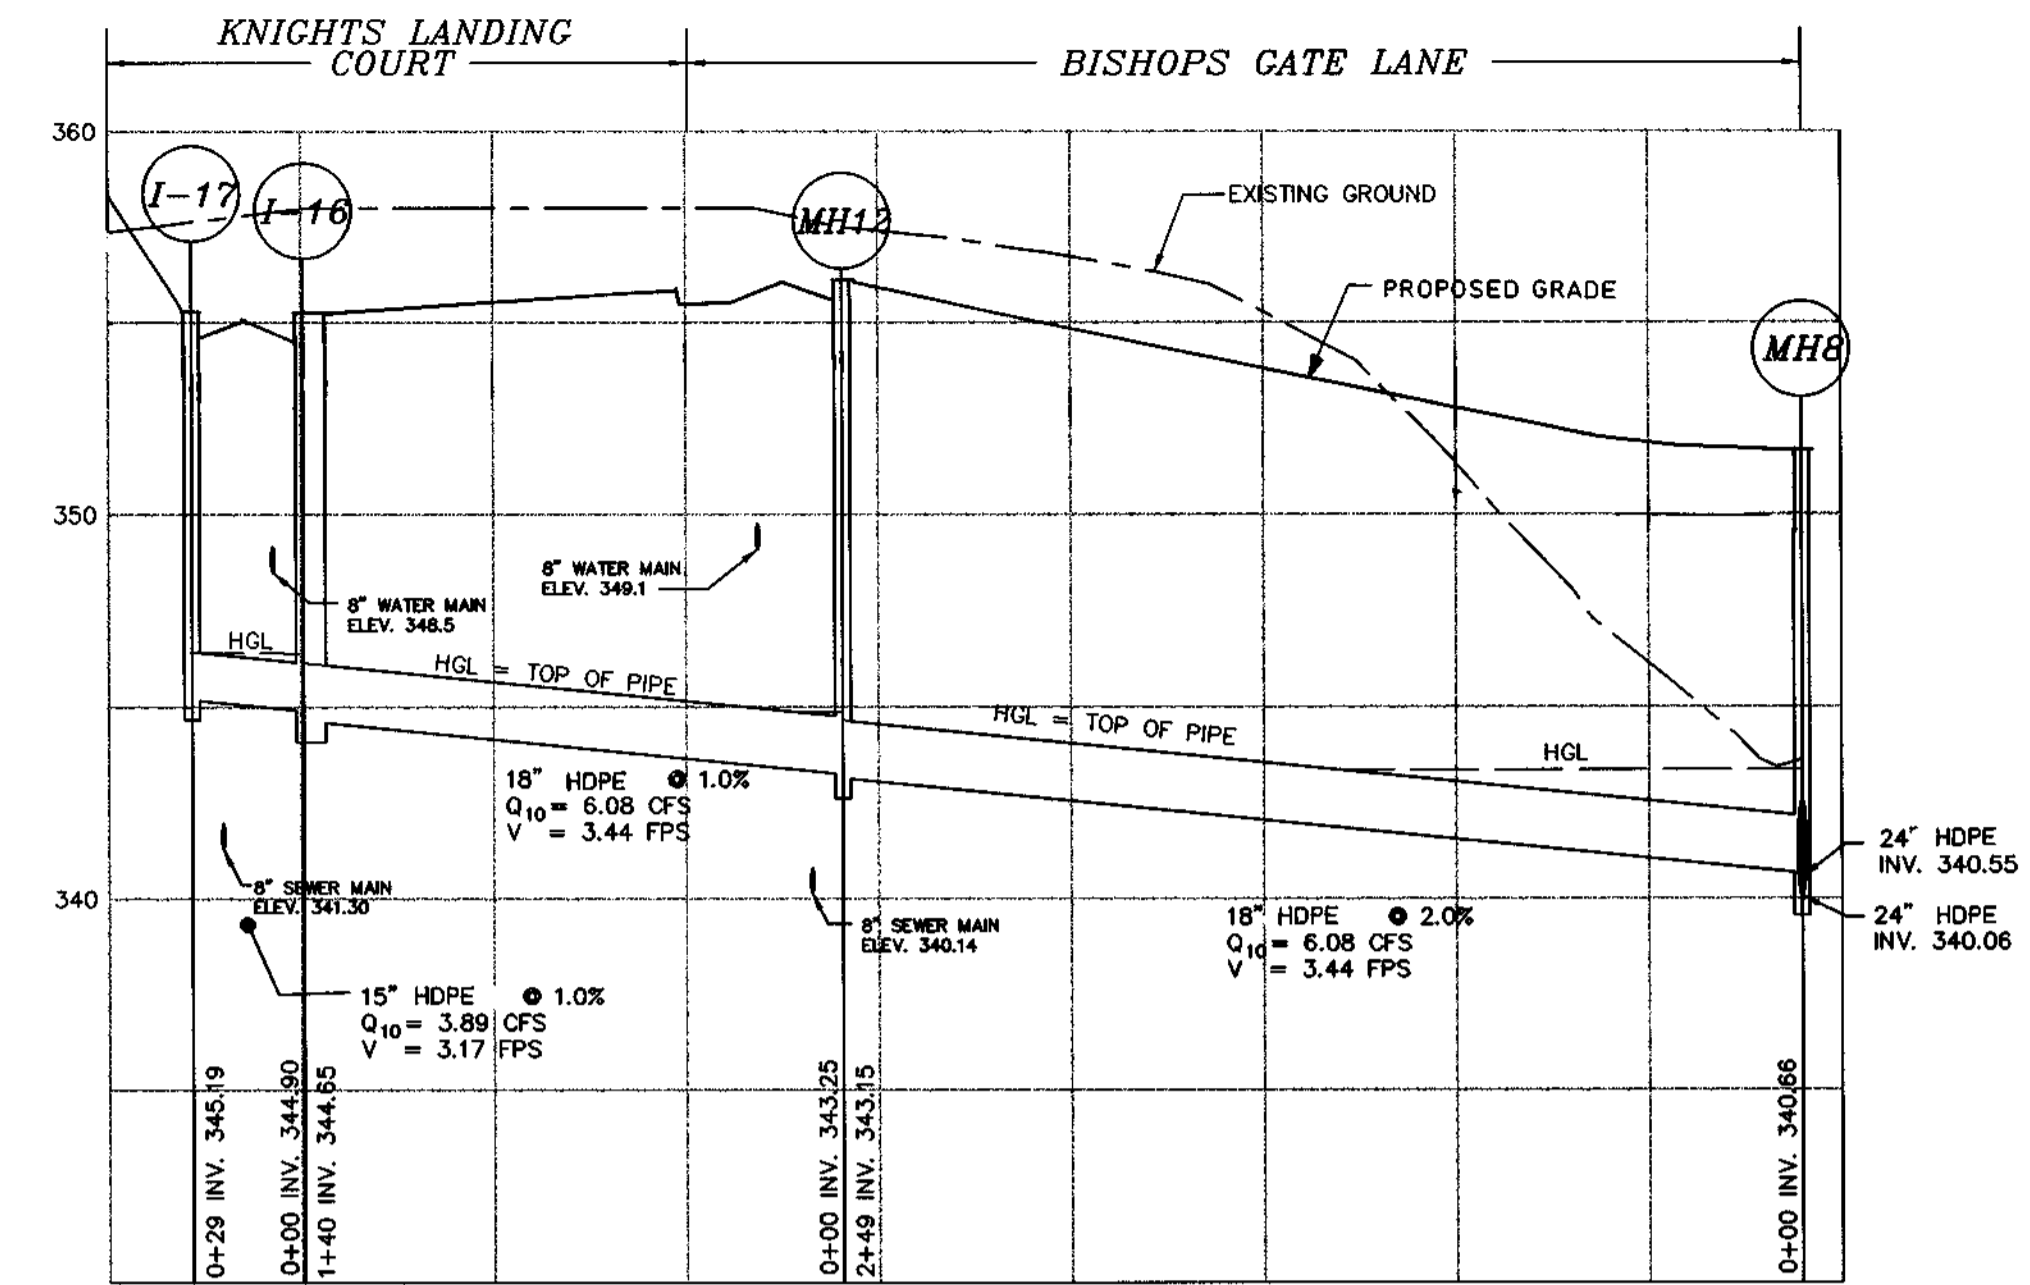 KNIGHTS LANDING
COURT
BISHOPS GATE LANE
360
I-17
I-16
MH12
EXISTING GROUND
PROPOSED GRADE
MH8
350
8" WATER MAIN
ELEV. 349.1
8" WATER MAIN
ELEV. 348.5
HGL
HGL = TOP OF PIPE
HGL = TOP OF PIPE
HGL
18" HDPE @ 1.0%
Q10 = 6.08 CFS
V = 3.44 FPS
24" HDPE
INV. 340.55
340
8" SEWER MAIN
ELEV. 341.30
8" SEWER MAIN
ELEV. 340.14
18" HDPE @ 2.0%
Q10 = 6.08 CFS
V = 3.44 FPS
24" HDPE
INV. 340.06
15" HDPE @ 1.0%
Q10 = 3.89 CFS
V = 3.17 FPS
0+29 INV. 345.19
0+00 INV. 344.90
1+40 INV. 344.65
0+00 INV. 343.25
2+49 INV. 343.15
0+00 INV. 340.66